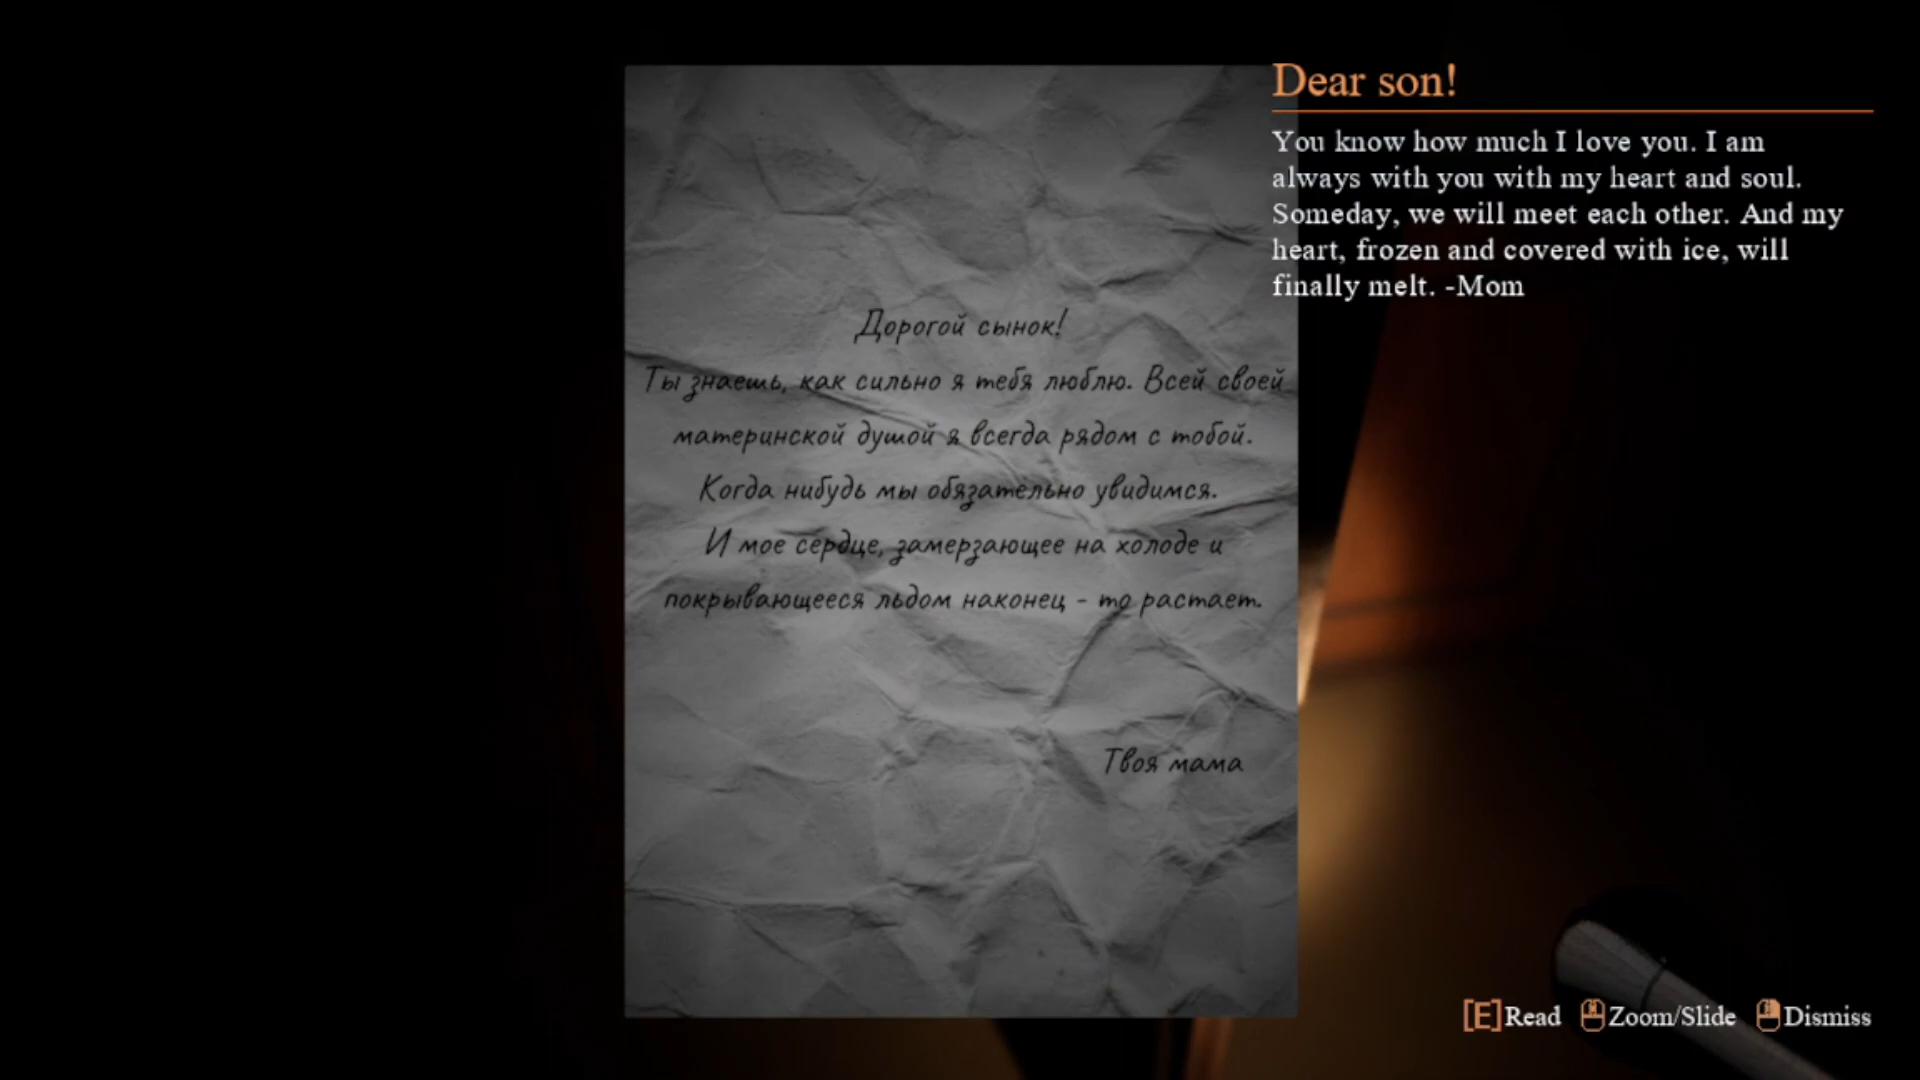 Дорогой сынок!
Ты знаешь, как сильно я тебя люблю. Всей своей
материнской душой я всегда рядом с тобой.
Когда нибудь мы обязательно увидимся.
И мое сердце, замерзающее на холоде и
покрывающееся льдом наконец - то растает.
Твоя мама
Dear son!
You know how much I love you. I am
always with you with my heart and soul.
Someday, we will meet each other. And my
heart, frozen and covered with ice, will
finally melt. -Mom
[E]Read Zoom/Slide Dismiss